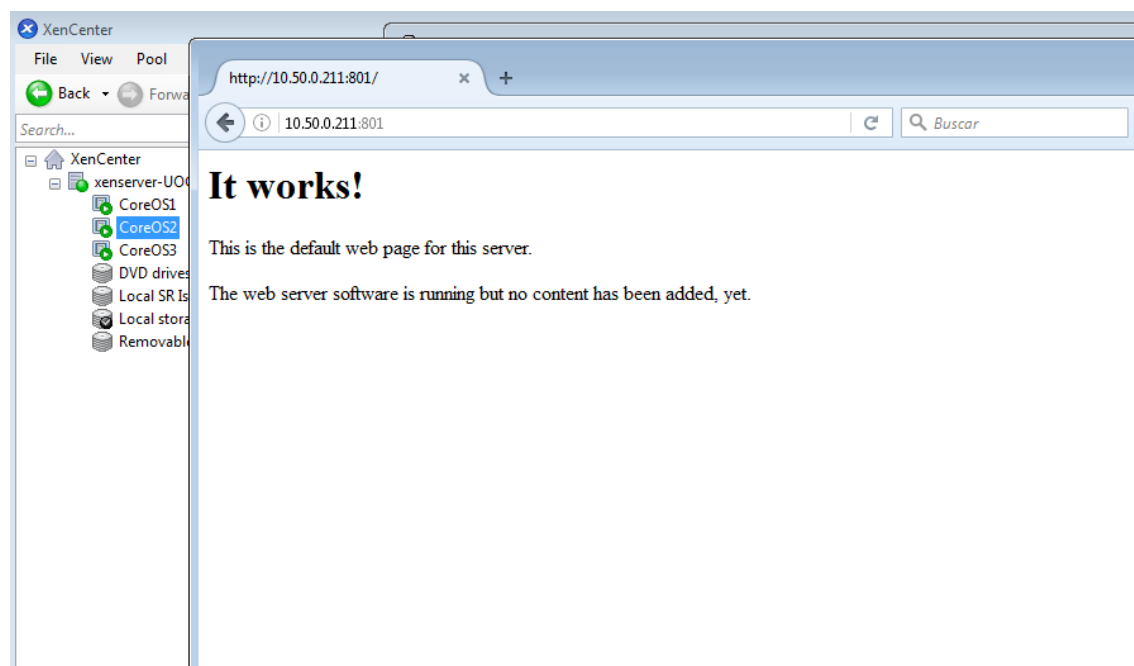 XenCenter
File View Pool
Back Forwa
Search...
XenCenter
xenserver-UOC
CoreOS1
CoreOS2
CoreOS3
DVD drives
Local SR Is
Local stora
Removabl
http://10.50.0.211:801/
10.50.0.211:801
Buscar
It works!
This is the default web page for this server.
The web server software is running but no content has been added, yet.